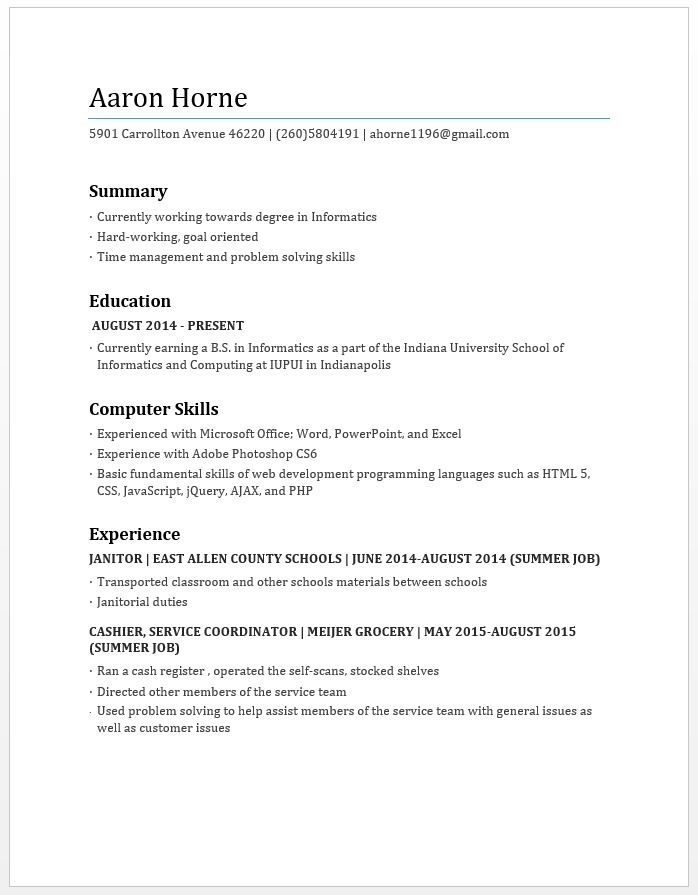 Aaron Horne
5901 Carrollton Avenue 46220 | (260)5804191 | ahorne1196@gmail.com
Summary
· Currently working towards degree in Informatics
· Hard-working, goal oriented
· Time management and problem solving skills
Education
AUGUST 2014 - PRESENT
· Currently earning a B.S. in Informatics as a part of the Indiana University School of
Informatics and Computing at IUPUI in Indianapolis
Computer Skills
· Experienced with Microsoft Office; Word, PowerPoint, and Excel
· Experience with Adobe Photoshop CS6
· Basic fundamental skills of web development programming languages such as HTML 5,
CSS, JavaScript, jQuery, AJAX, and PHP
Experience
JANITOR | EAST ALLEN COUNTY SCHOOLS | JUNE 2014-AUGUST 2014 (SUMMER JOB)
· Transported classroom and other schools materials between schools
· Janitorial duties
CASHIER, SERVICE COORDINATOR | MEIJER GROCERY | MAY 2015-AUGUST 2015
(SUMMER JOB)
· Ran a cash register , operated the self-scans, stocked shelves
· Directed other members of the service team
· Used problem solving to help assist members of the service team with general issues as
well as customer issues